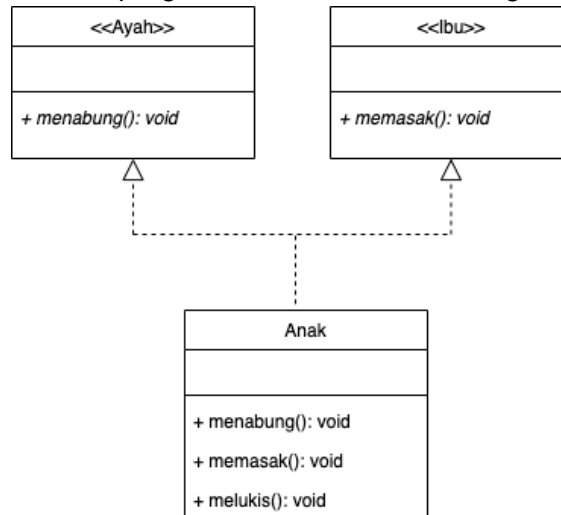 <<Ayah>>
+ menabung(): void
<<Ibu>>
+ memasak(): void
Anak
+ menabung(): void
+ memasak(): void
+ melukis(): void